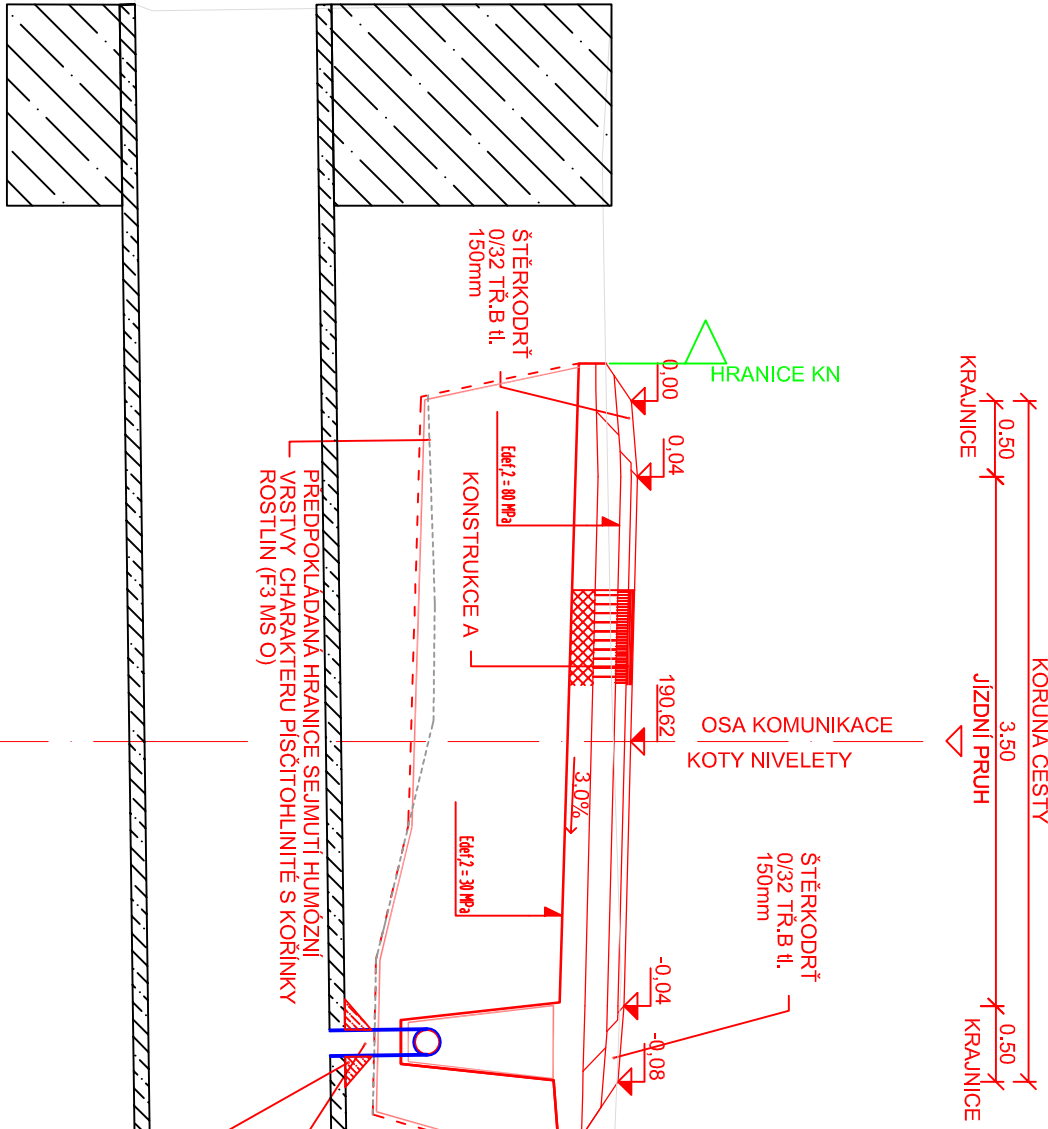 KORUNA CESTY
KRAJNICE
0.50
3.50
JÍZDNÍ PRUH
0.50
KRAJNICE
HRANICE KN
OSA KOMUNIKACE
KOTY NIVELETY
0,00
0,04
190,62
-0,04
-0,08
ŠTĚRKODRŤ
0/32 TŘ.B tl.
150mm
ŠTĚRKODRŤ
0/32 TŘ.B tl.
150mm
Edef,2 = 80 MPa
KONSTRUKCE A
3.0%
Edef,2 = 30 MPa
PŘEDPOKLÁDANÁ HRANICE SEJMUTÍ HUMÓZNÍ
VRSTVY CHARAKTERU PÍSČITOHLINITÉ S KOŘÍNKY
ROSTLIN (F3 MS O)